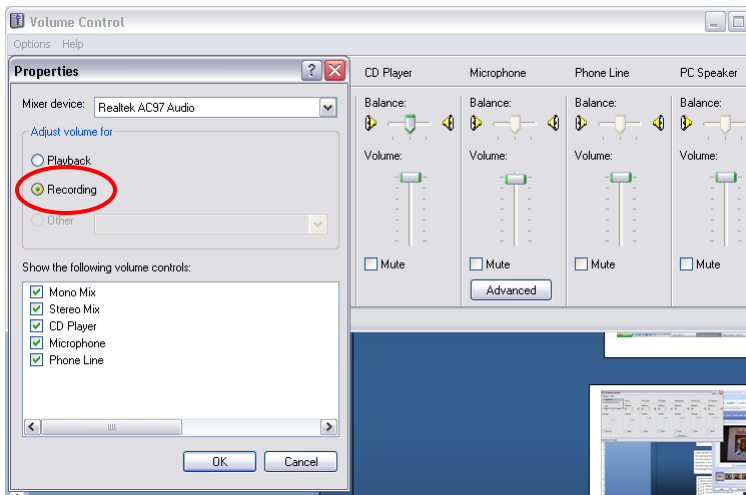 Volume Control
Options Help
Properties
?
Mixer device: Realtek AC97 Audio
Adjust volume for
Playback
Recording
Other
Show the following volume controls:
Mono Mix
Stereo Mix
CD Player
Microphone
Phone Line
OK Cancel
CD Player Microphone Phone Line PC Speaker
Balance: Balance: Balance: Balance:
Volume: Volume: Volume: Volume:
Mute Mute Mute Mute
Advanced